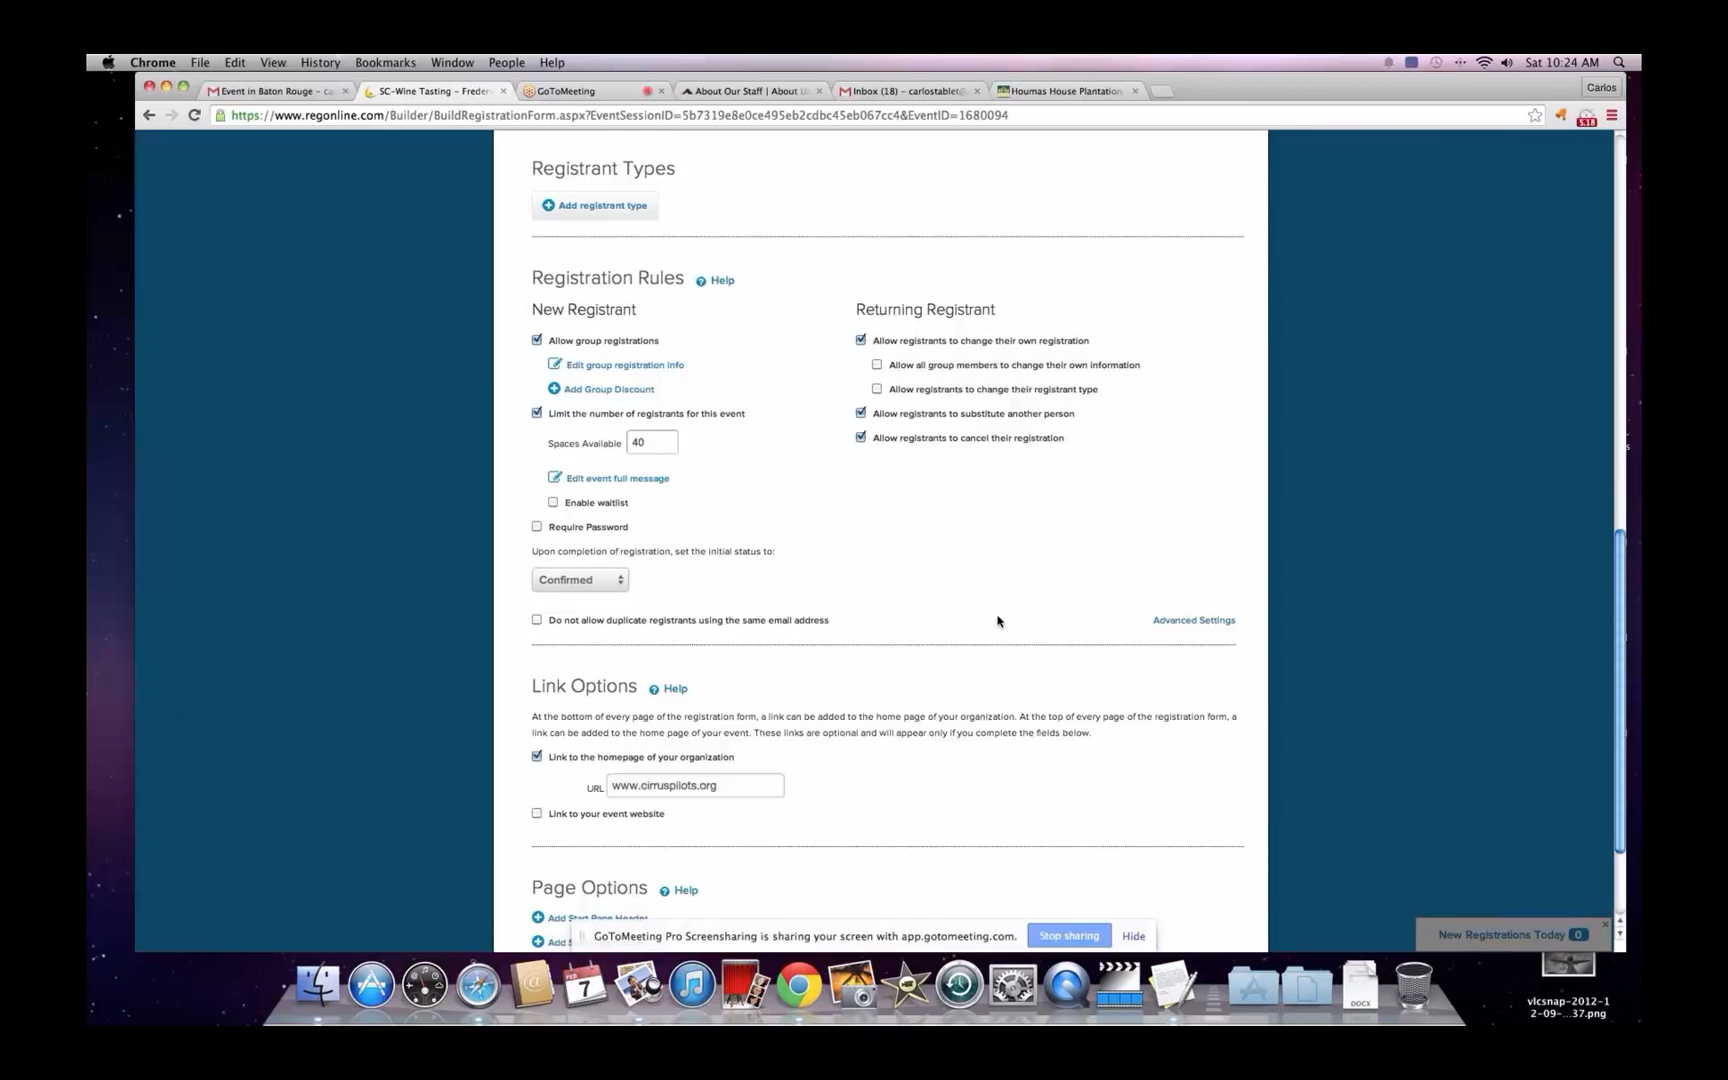 Chrome File Edit View History Bookmarks Window People Help Sat 10:24 AM
Event in Baton Rouge – ca SC-Wine Tasting – Freder GoToMeeting About Our Staff | About Inbox (18) – carlostablet@ Houmas House Plantation Carlos
https://www.regonline.com/Builder/BuildRegistrationForm.aspx?EventSessionID=5b7319e8e0ce495eb2cdbc45eb067cc4&EventID=1680094
Registrant Types
Add registrant type
Registration Rules Help
New Registrant
Allow group registrations
Edit group registration info
Add Group Discount
Limit the number of registrants for this event
Spaces Available 40
Edit event full message
Enable waitlist
Require Password
Upon completion of registration, set the initial status to:
Confirmed
Do not allow duplicate registrants using the same email address
Returning Registrant
Allow registrants to change their own registration
Allow all group members to change their own information
Allow registrants to change their registrant type
Allow registrants to substitute another person
Allow registrants to cancel their registration
Advanced Settings
Link Options Help
At the bottom of every page of the registration form, a link can be added to the home page of your organization. At the top of every page of the registration form, a
link can be added to the home page of your event. These links are optional and will appear only if you complete the fields below.
Link to the homepage of your organization
URL www.cirruspilots.org
Link to your event website
Page Options Help
Add Start Page Header
Add
GoToMeeting Pro Screensharing is sharing your screen with app.gotomeeting.com. Stop sharing Hide
New Registrations Today 0
FEB
7
DOCX
vlcsnap-2012-1
2-09-...37.png